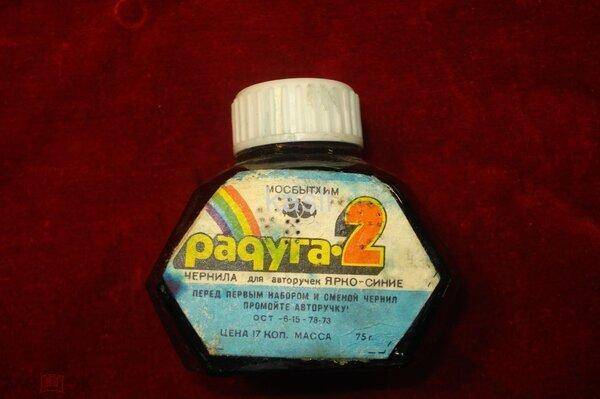 МОСБЫТХИМ
радуга·2
ЧЕРНИЛА для авторучек ЯРКО-СИНИЕ
ПЕРЕД ПЕРВЫМ НАБОРОМ И СМЕНОЙ ЧЕРНИЛ
ПРОМОЙТЕ АВТОРУЧКУ!
ОСТ -6-15-78-73
ЦЕНА 17 КОП. МАССА 75 г.